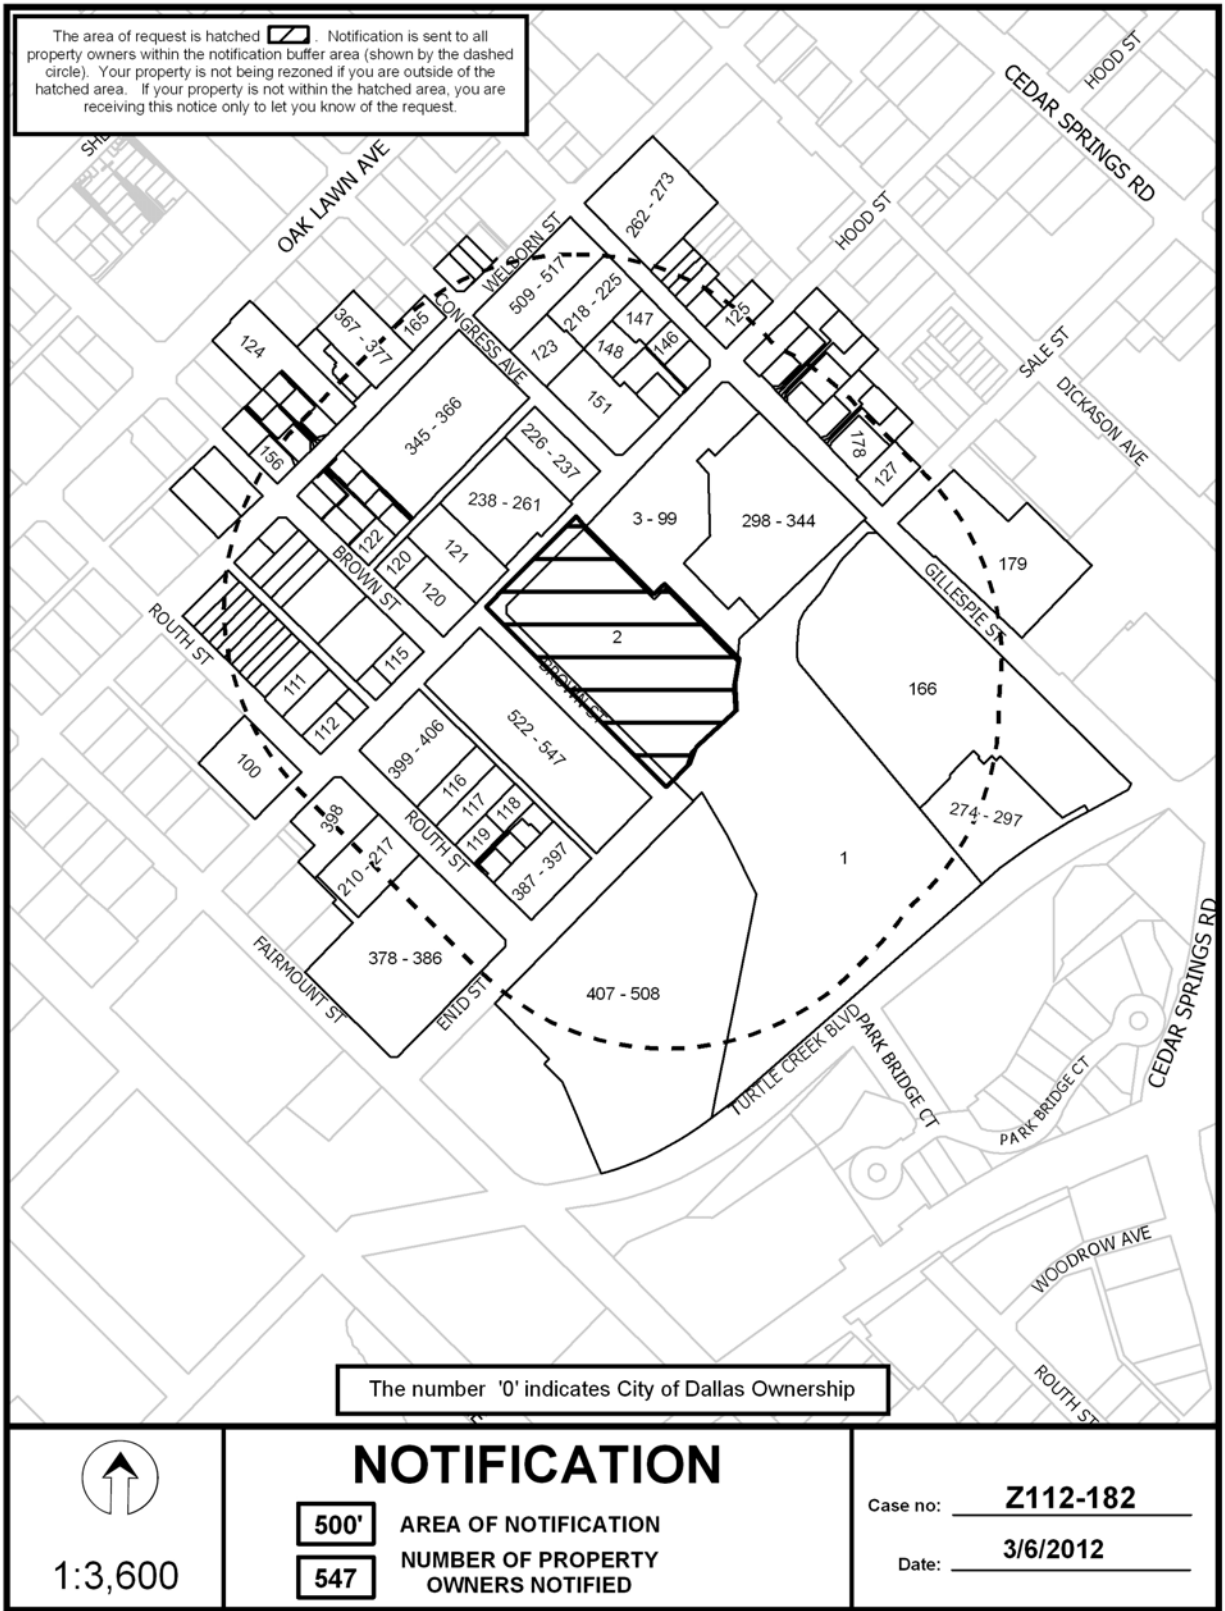 The area of request is hatched . Notification is sent to all
property owners within the notification buffer area (shown by the dashed
circle). Your property is not being rezoned if you are outside of the
hatched area. If your property is not within the hatched area, you are
receiving this notice only to let you know of the request.
HOOD ST
CEDAR SPRINGS RD
OAK LAWN AVE
262 - 273
HOOD ST
WELBORN ST
509 - 517
218 - 225
CONGRESS AVE
165
367 - 377
124
147
125
146
148
123
151
SALE ST
DICKASON AVE
345 - 366
226 - 237
178
127
156
238 - 261
3 - 99
298 - 344
122
121
120
120
BROWN ST
179
GILLESPIE ST
ROUTH ST
2
115
111
112
BROWN ST
166
100
399 - 406
522 - 547
116
117
118
119
ROUTH ST
398
210 - 217
387 - 397
274 - 297
1
FAIRMOUNT ST
378 - 386
ENID ST
407 - 508
TURTLE CREEK BLVD
PARK BRIDGE CT
PARK BRIDGE CT
CEDAR SPRINGS RD
WOODROW AVE
ROUTH ST
The number '0' indicates City of Dallas Ownership
1:3,600
NOTIFICATION
500' AREA OF NOTIFICATION
547 NUMBER OF PROPERTY
OWNERS NOTIFIED
Case no: Z112-182
Date: 3/6/2012